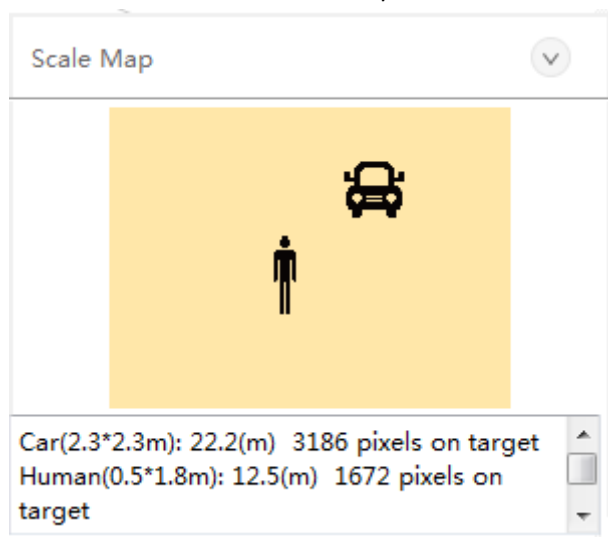 Scale Map
Car(2.3*2.3m): 22.2(m)  3186 pixels on target
Human(0.5*1.8m): 12.5(m)  1672 pixels on
target